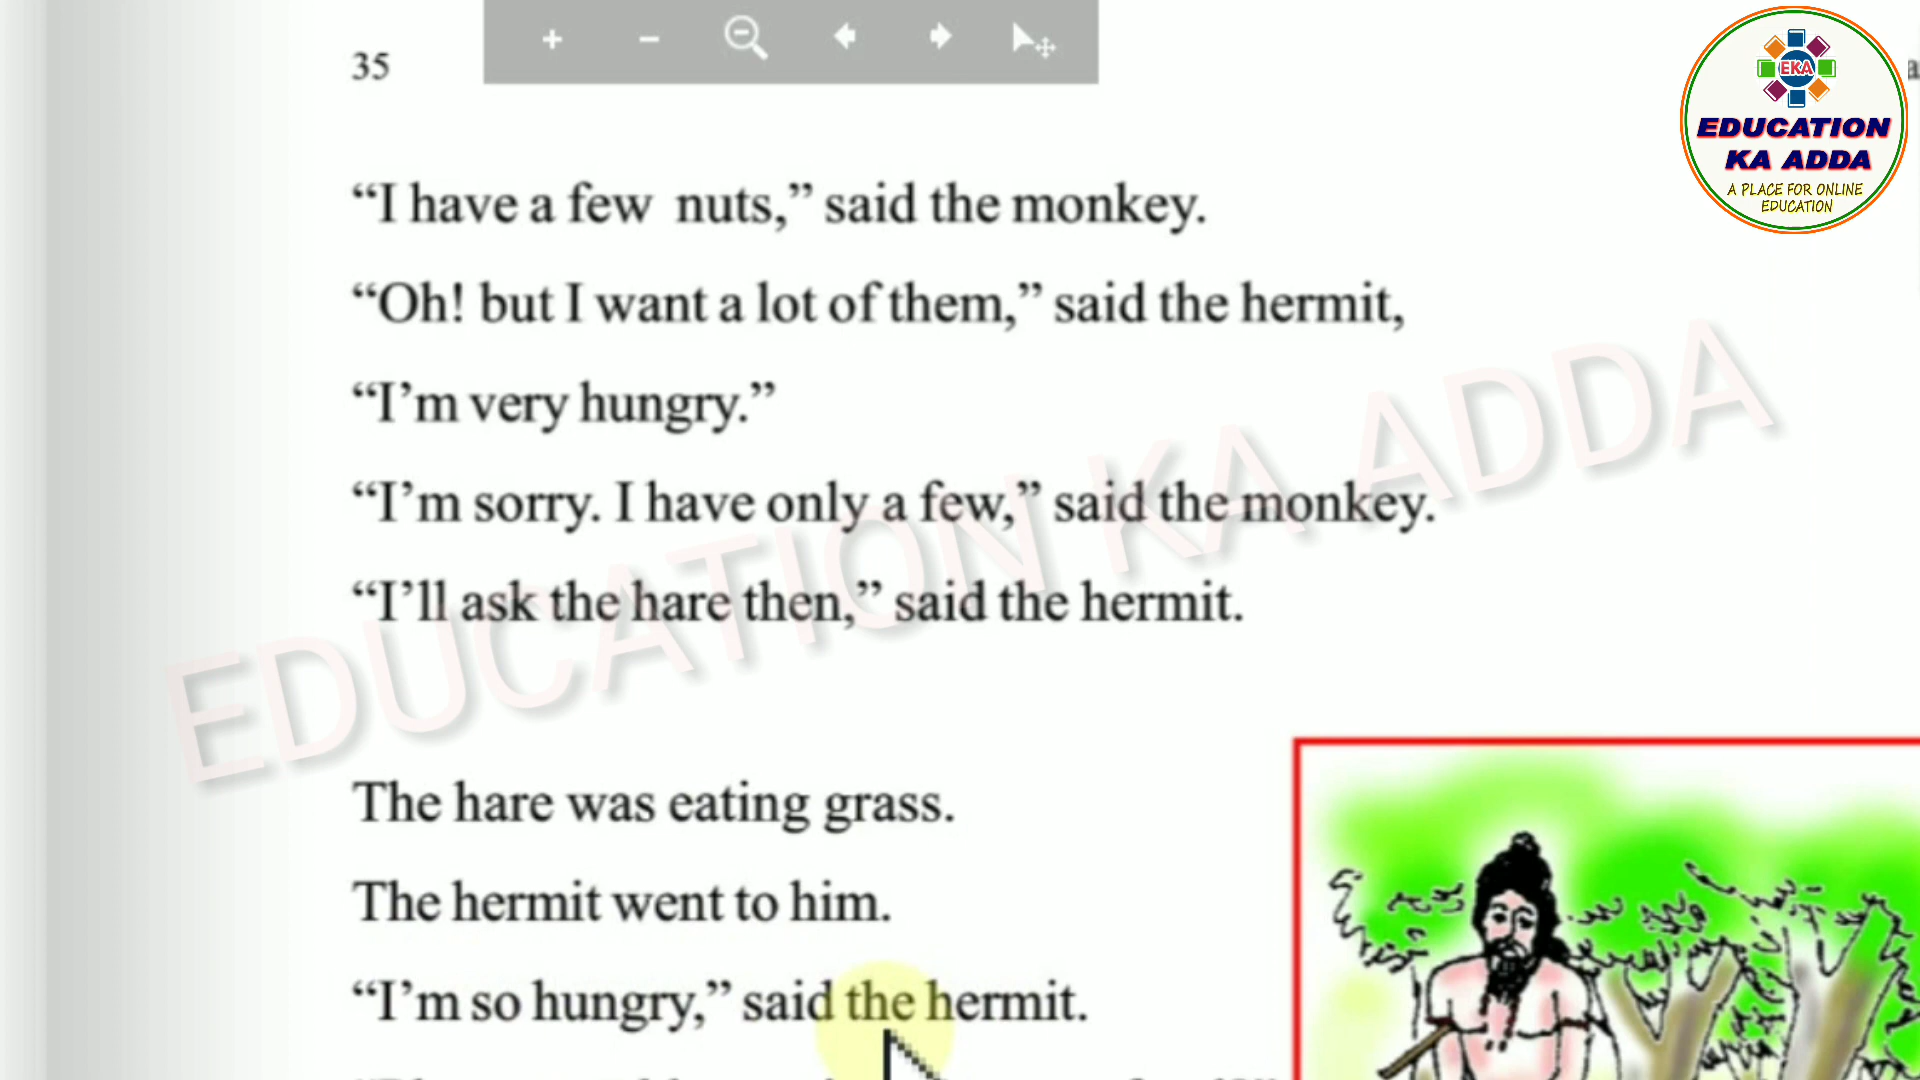 35
EKA
EDUCATION
KA ADDA
A PLACE FOR ONLINE
EDUCATION
“I have a few nuts,” said the monkey.
“Oh! but I want a lot of them,” said the hermit,
“I’m very hungry.”
“I’m sorry. I have only a few,” said the monkey.
“I’ll ask the hare then,” said the hermit.
EDUCATION KA ADDA
The hare was eating grass.
The hermit went to him.
“I’m so hungry,” said the hermit.